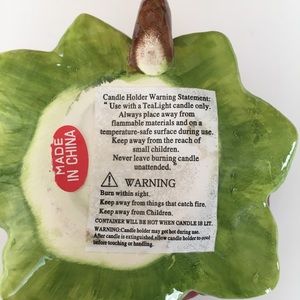 Candle Holder Warning Statement:
" Use with a TeaLight candle only.
Always place away from
flammable materials and on a
temperature-safe surface during use.
Keep away from the reach of
small children.
Never leave burning candle
unattended."
MADE
IN CHINA
WARNING
Burn within sight.
Keep away from things that catch fire.
Keep away from Children.
CONTAINER WILL BE HOT WHEN CANDLE IS LIT.
WARNING:Candle holder may get hot during use.
After candle is extinguished,allow candle holder to cool
before touching or handling.